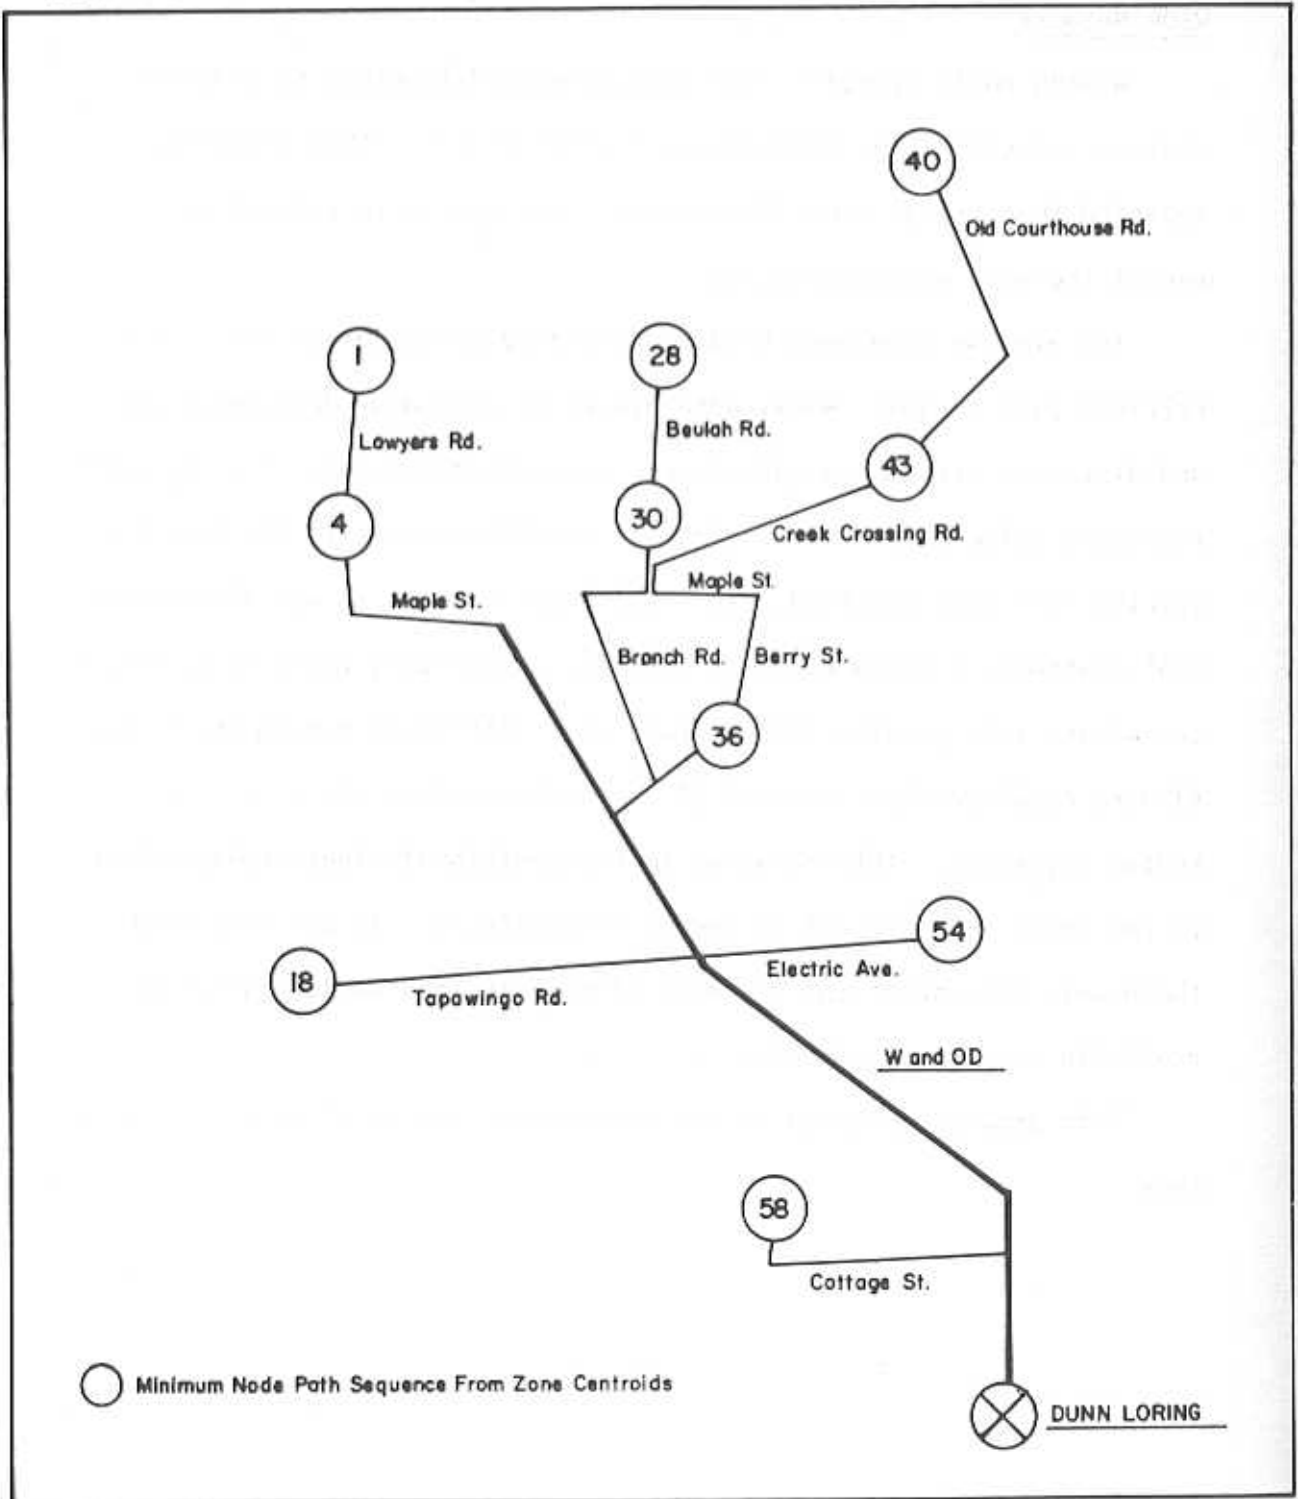 40
Old Courthouse Rd.
1
28
Lowyers Rd.
Beulah Rd.
43
4
30
Creek Crossing Rd.
Maple St.
Maple St.
Branch Rd.
Berry St.
36
54
18
Electric Ave.
Tapawingo Rd.
W and OD
58
Cottage St.
Minimum Node Path Sequence From Zone Centroids
DUNN LORING